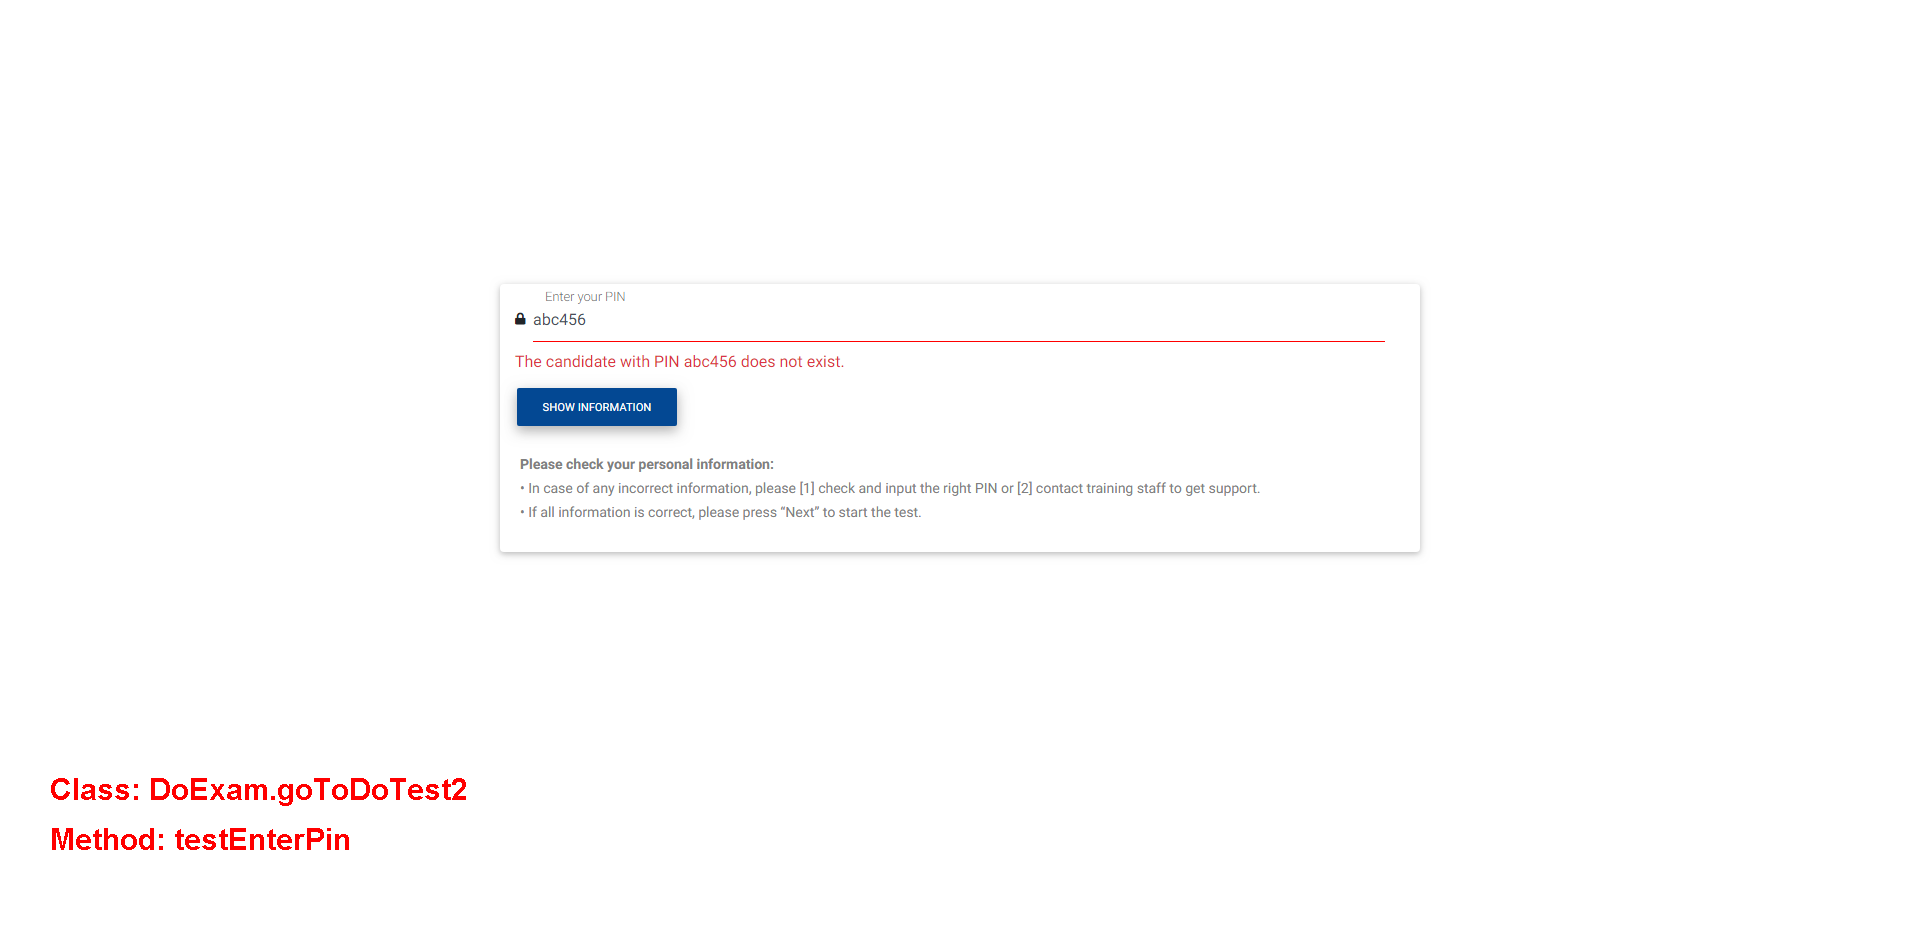 Enter your PIN
abc456
The candidate with PIN abc456 does not exist.
SHOW INFORMATION
Please check your personal information:
• In case of any incorrect information, please [1] check and input the right PIN or [2] contact training staff to get support.
• If all information is correct, please press “Next” to start the test.
Class: DoExam.goToDoTest2
Method: testEnterPin